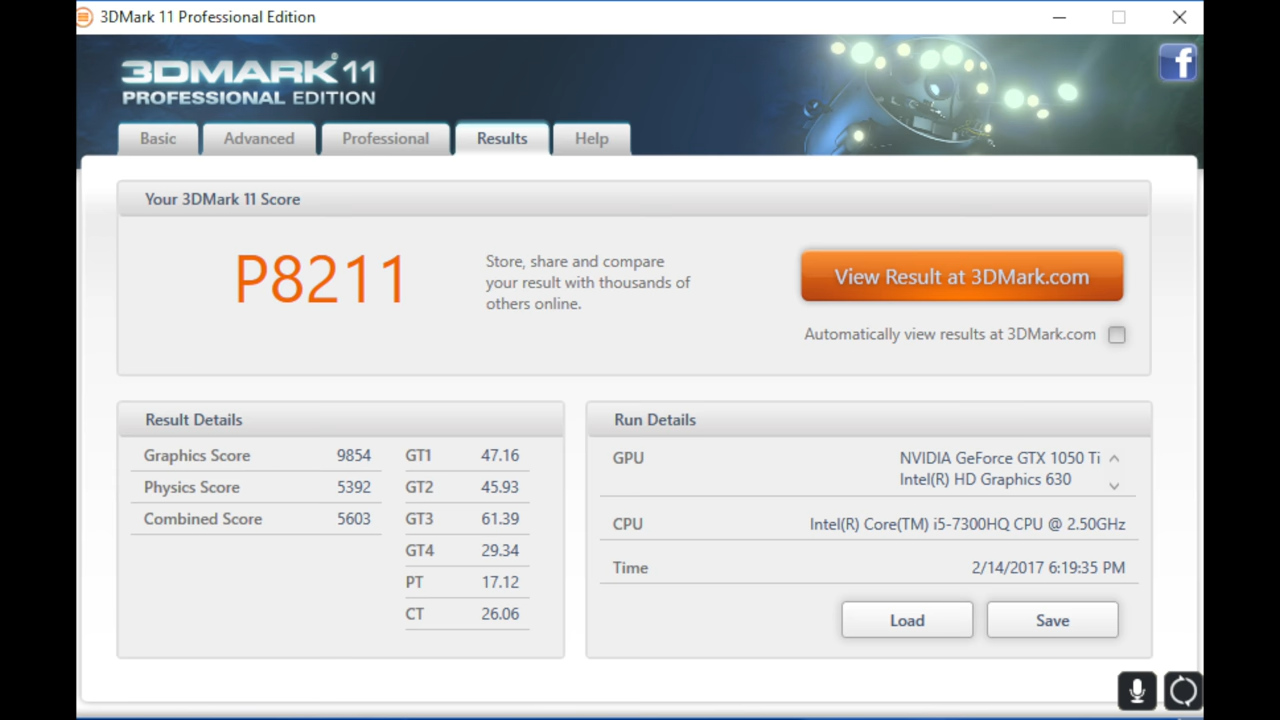 3DMark 11 Professional Edition
3DMARK® 11
PROFESSIONAL EDITION
f
Basic
Advanced
Professional
Results
Help
Your 3DMark 11 Score
P8211
Store, share and compare
your result with thousands of
others online.
View Result at 3DMark.com
Automatically view results at 3DMark.com
Result Details
Graphics Score 9854
Physics Score 5392
Combined Score 5603
GT1 47.16
GT2 45.93
GT3 61.39
GT4 29.34
PT 17.12
CT 26.06
Run Details
GPU NVIDIA GeForce GTX 1050 Ti
Intel(R) HD Graphics 630
CPU Intel(R) Core(TM) i5-7300HQ CPU @ 2.50GHz
Time 2/14/2017 6:19:35 PM
Load
Save